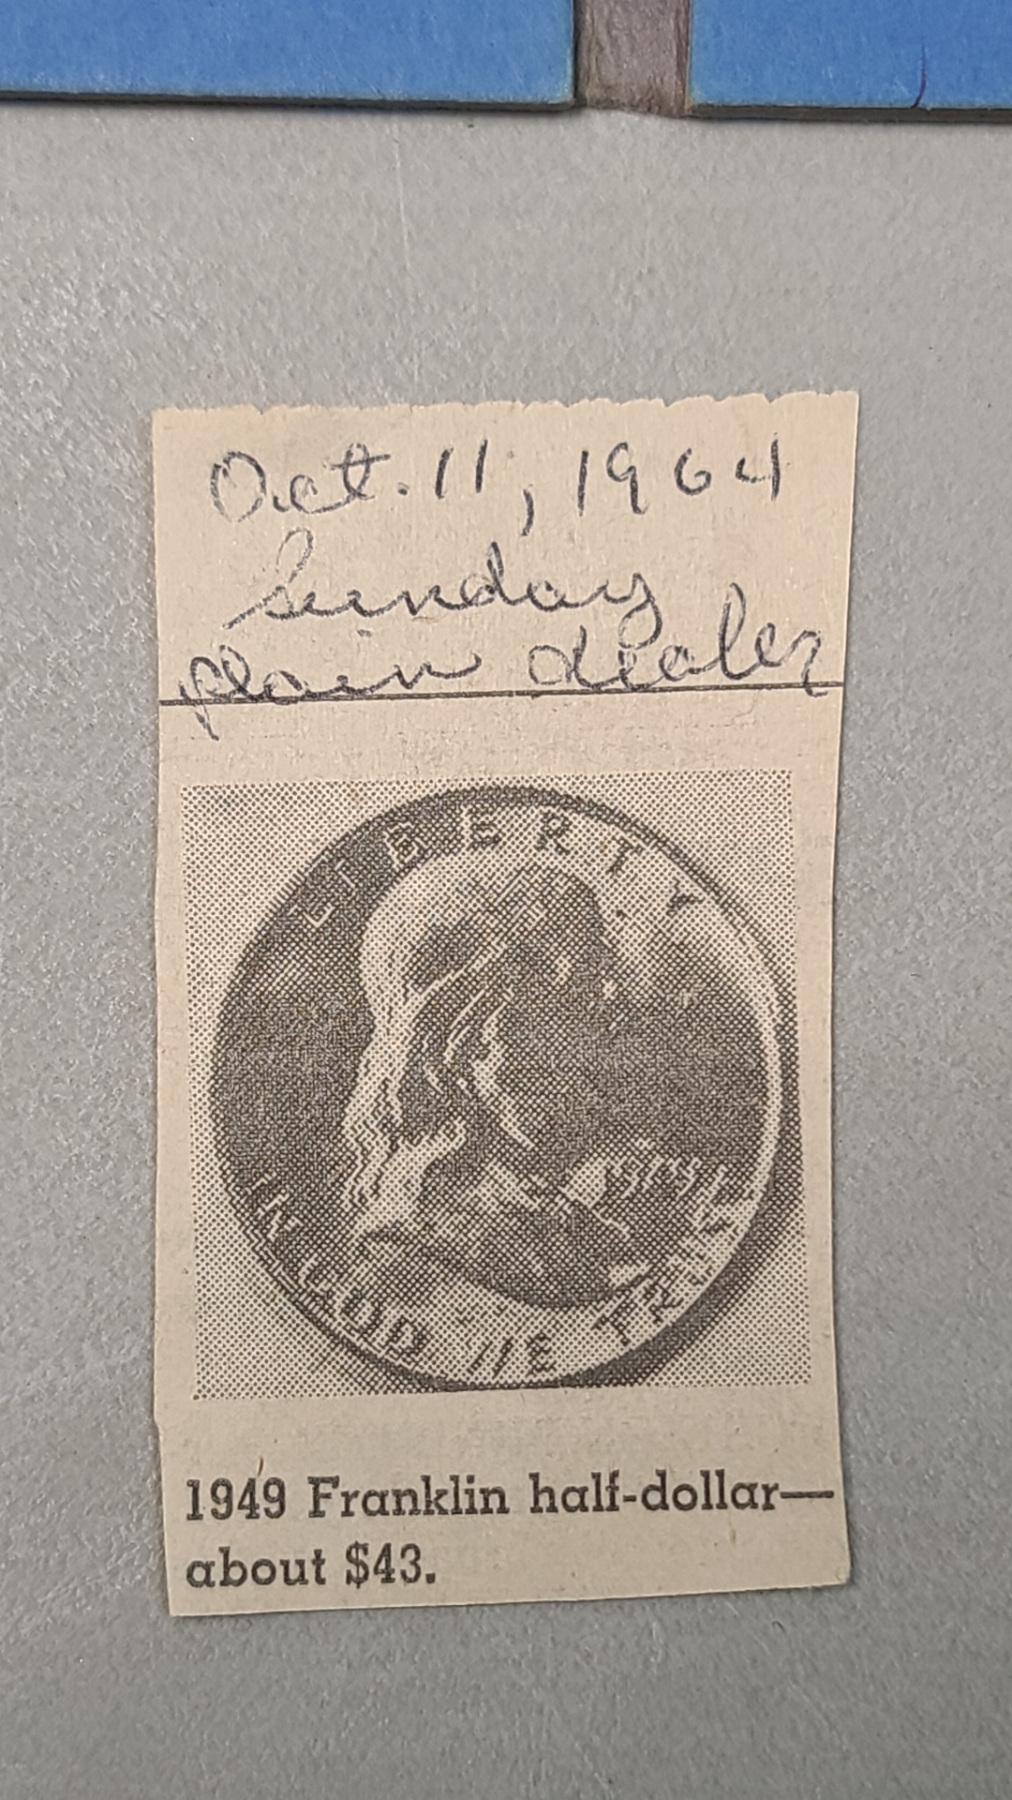 Oct. 11, 1964
Sunday
plain dealer
LIBERTY
IN GOD WE TRUST
1949 Franklin half-dollar—
about $43.